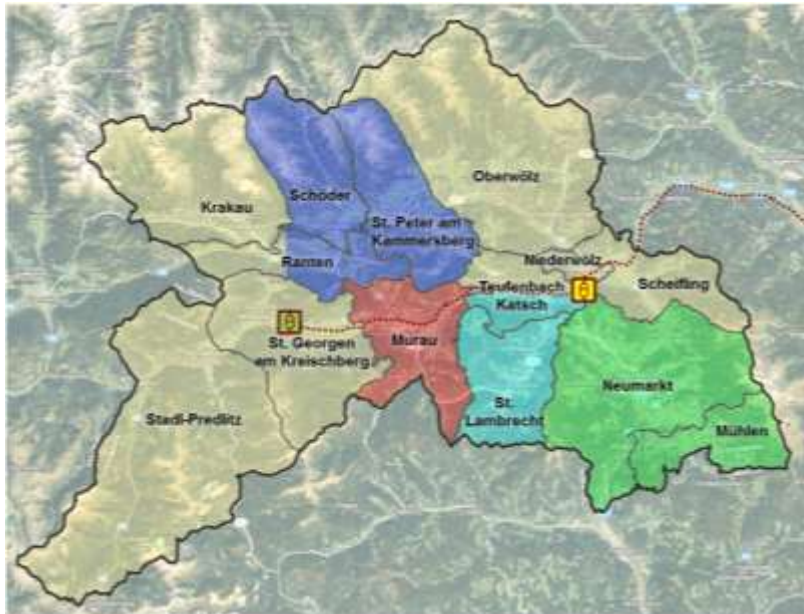 Oberwölz
Schöder
Krakau
St. Peter am
Kammersberg
Ranten
Niederwölz
Teufenbach
Katsch
Scheifling
St. Georgen
am Kreischberg
Murau
Neumarkt
Stadl-Predlitz
St.
Lambrecht
Mühlen